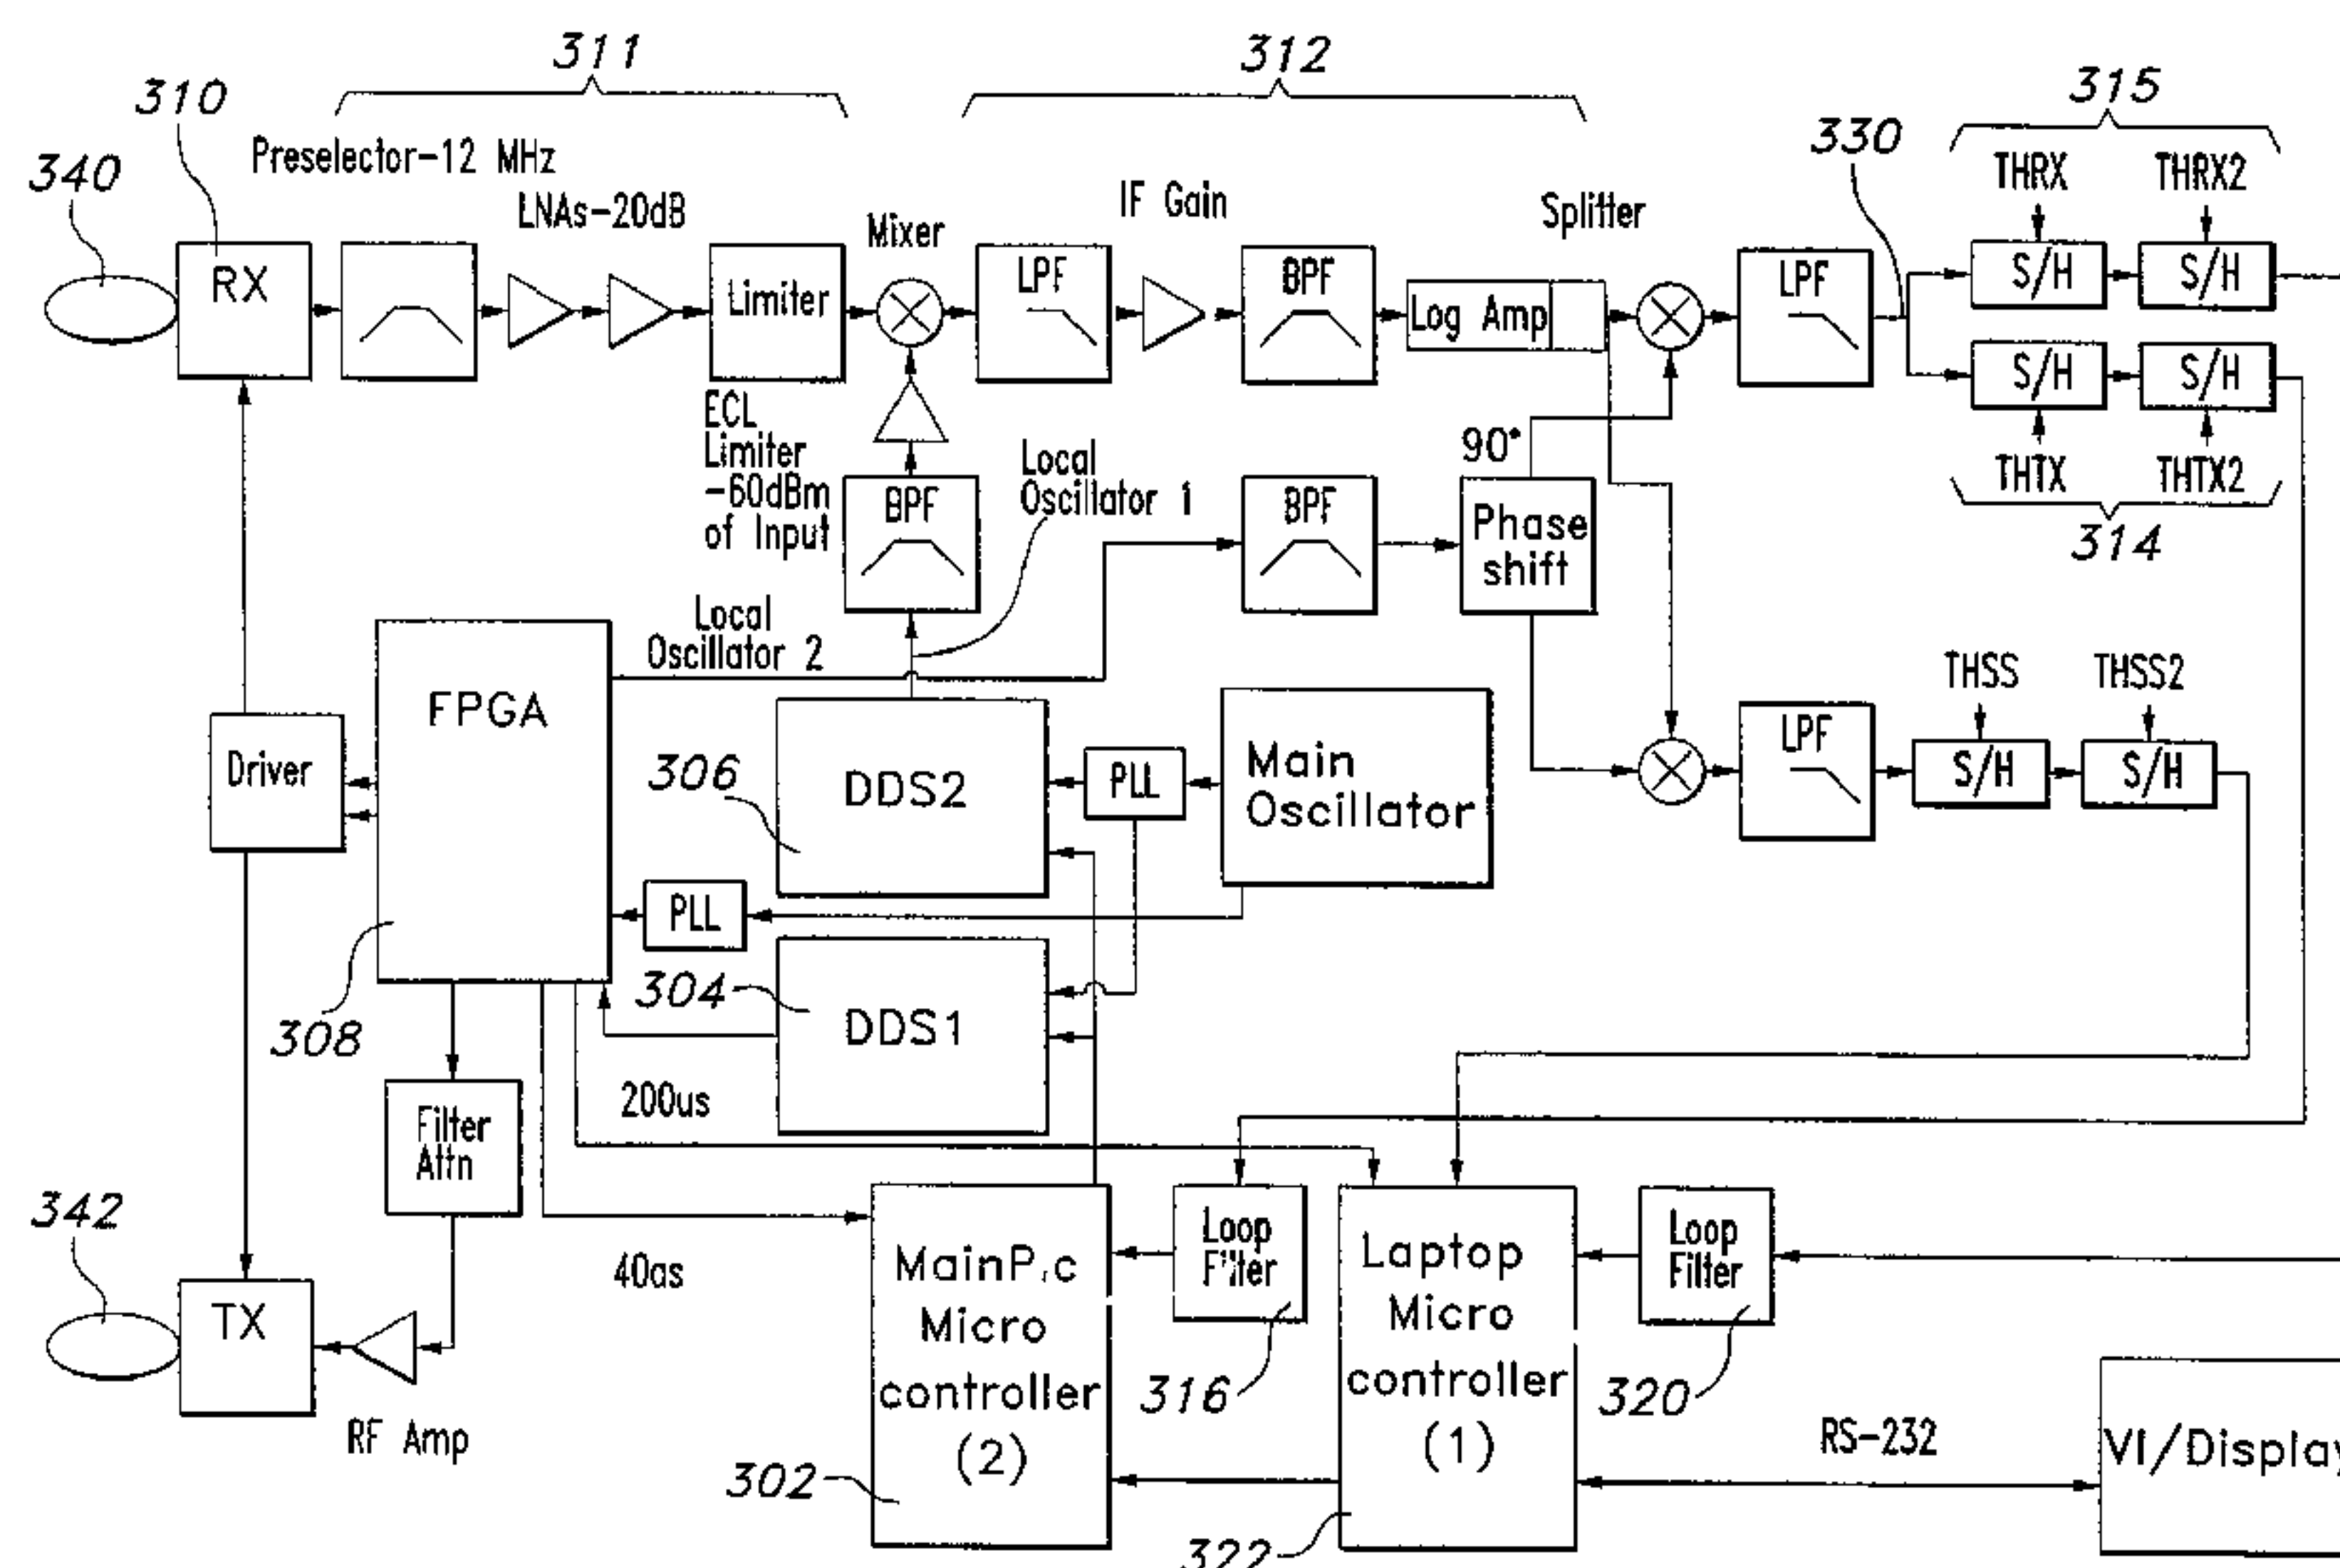 311
312
310
315
330
340
Preselector-12 MHz
LNAs-20dB
Mixer
IF Gain
Splitter
THRX
THRX2
RX
Limiter
LPF
BPF
Log Amp
LPF
S/H
S/H
S/H
S/H
THTX
THTX2
314
ECL
Limiter
-60dBm
of Input
BPF
Local
Oscillator 1
BPF
90°
Phase
shift
Local
Oscillator 2
FPGA
Driver
306
DDS2
PLL
Main
Oscillator
LPF
THSS
THSS2
S/H
S/H
PLL
304
DDS1
308
200us
Filter
Attn
342
TX
RF Amp
40as
MainP
c
Micro
controller
(2)
302
Loop
Filter
316
Laptop
Micro
controller
(1)
322
Loop
Filter
320
RS-232
VI/Display